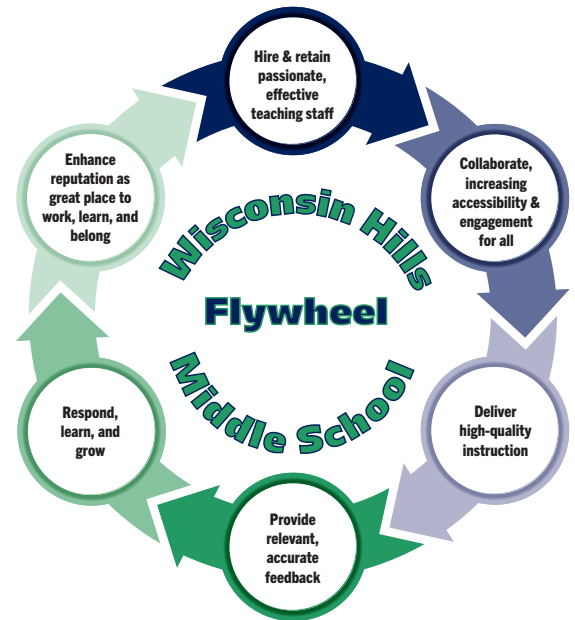 Hire & retain
passionate,
effective
teaching staff
Collaborate,
increasing
accessibility &
engagement
for all
Deliver
high-quality
instruction
Provide
relevant,
accurate
feedback
Respond,
learn, and
grow
Enhance
reputation as
great place to
work, learn, and
belong
Wisconsin Hills
Flywheel
Middle School